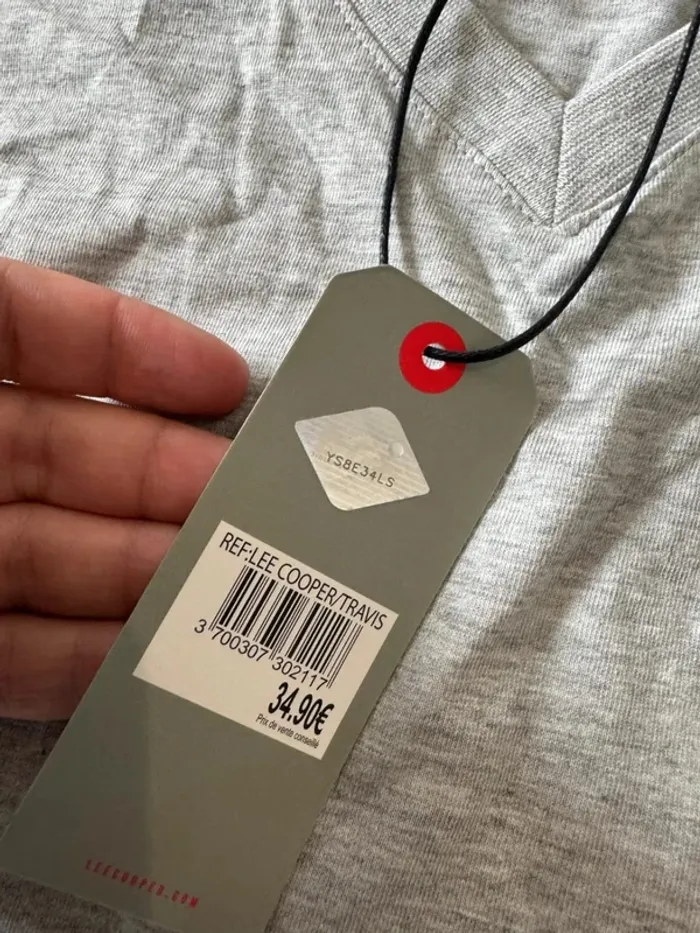 YS8E34LS
REF:LEE COOPER/TRAVIS
3 700307 302117
34.90€
Prix de vente conseillé
LEECOOPER.COM